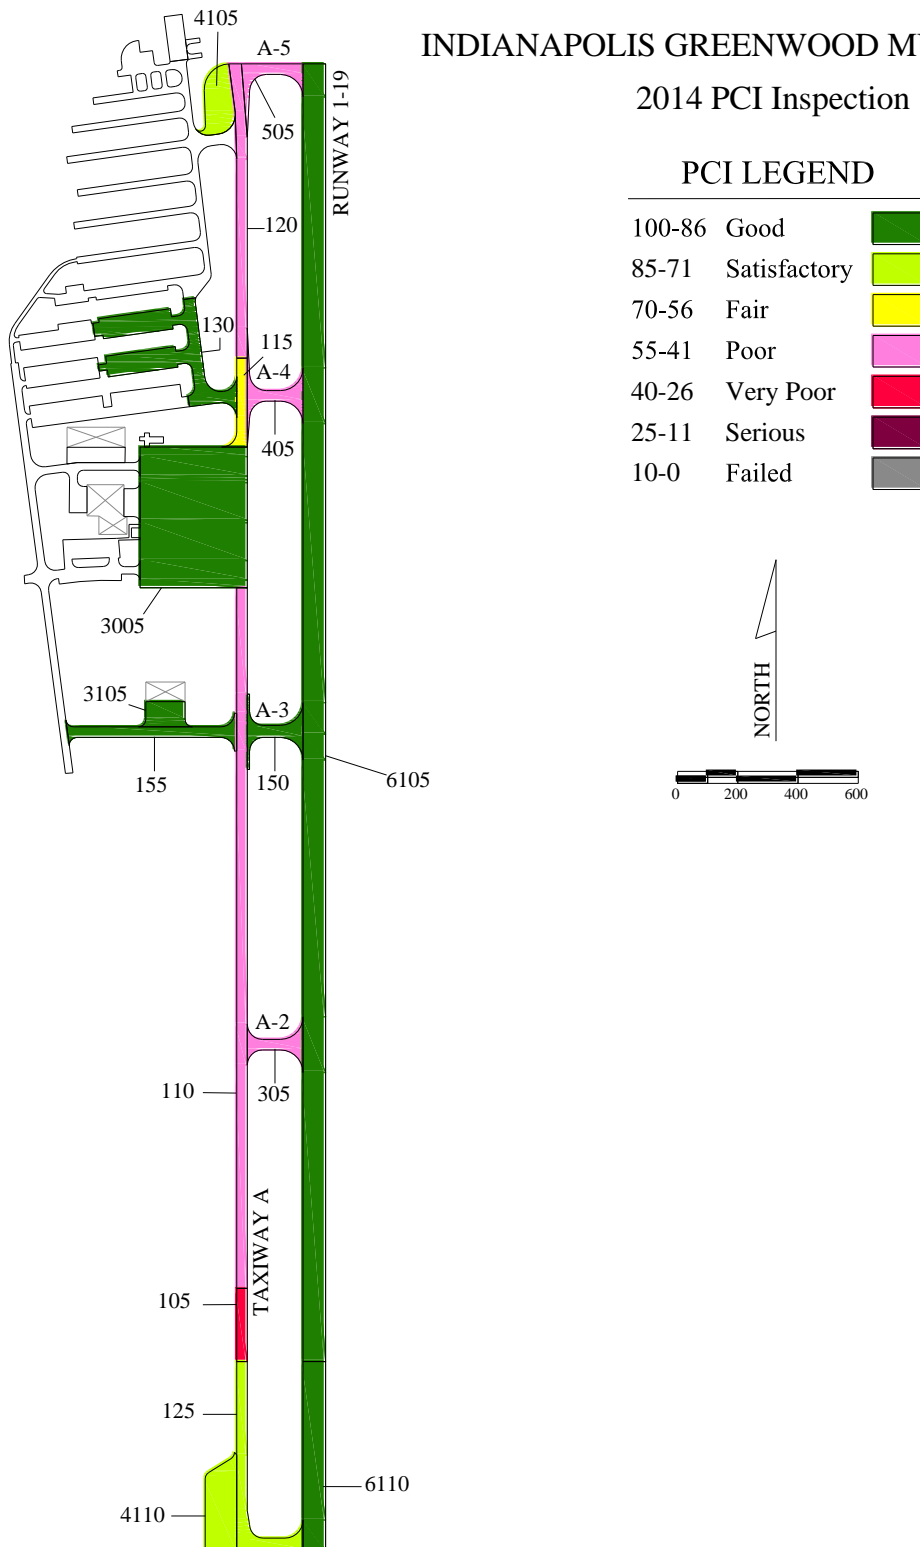 4105
A-5
INDIANAPOLIS GREENWOOD
2014 PCI Inspection
505
RUNWAY 1-19
PCI LEGEND
120
100-86 Good
85-71 Satisfactory
70-56 Fair
55-41 Poor
40-26 Very Poor
25-11 Serious
10-0 Failed
130
115
A-4
405
3005
NORTH
3105
A-3
155
150
6105
0 200 400 600
A-2
110
305
TAXIWAY A
105
125
6110
4110